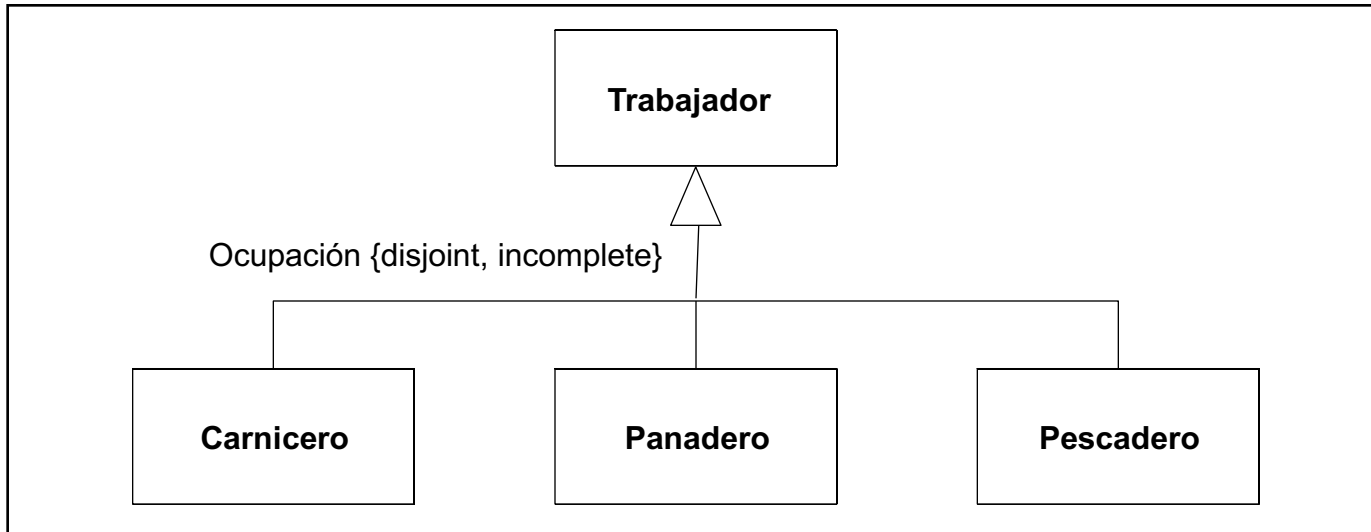 Trabajador
Ocupación {disjoint, incomplete}
Carnicero
Panadero
Pescadero